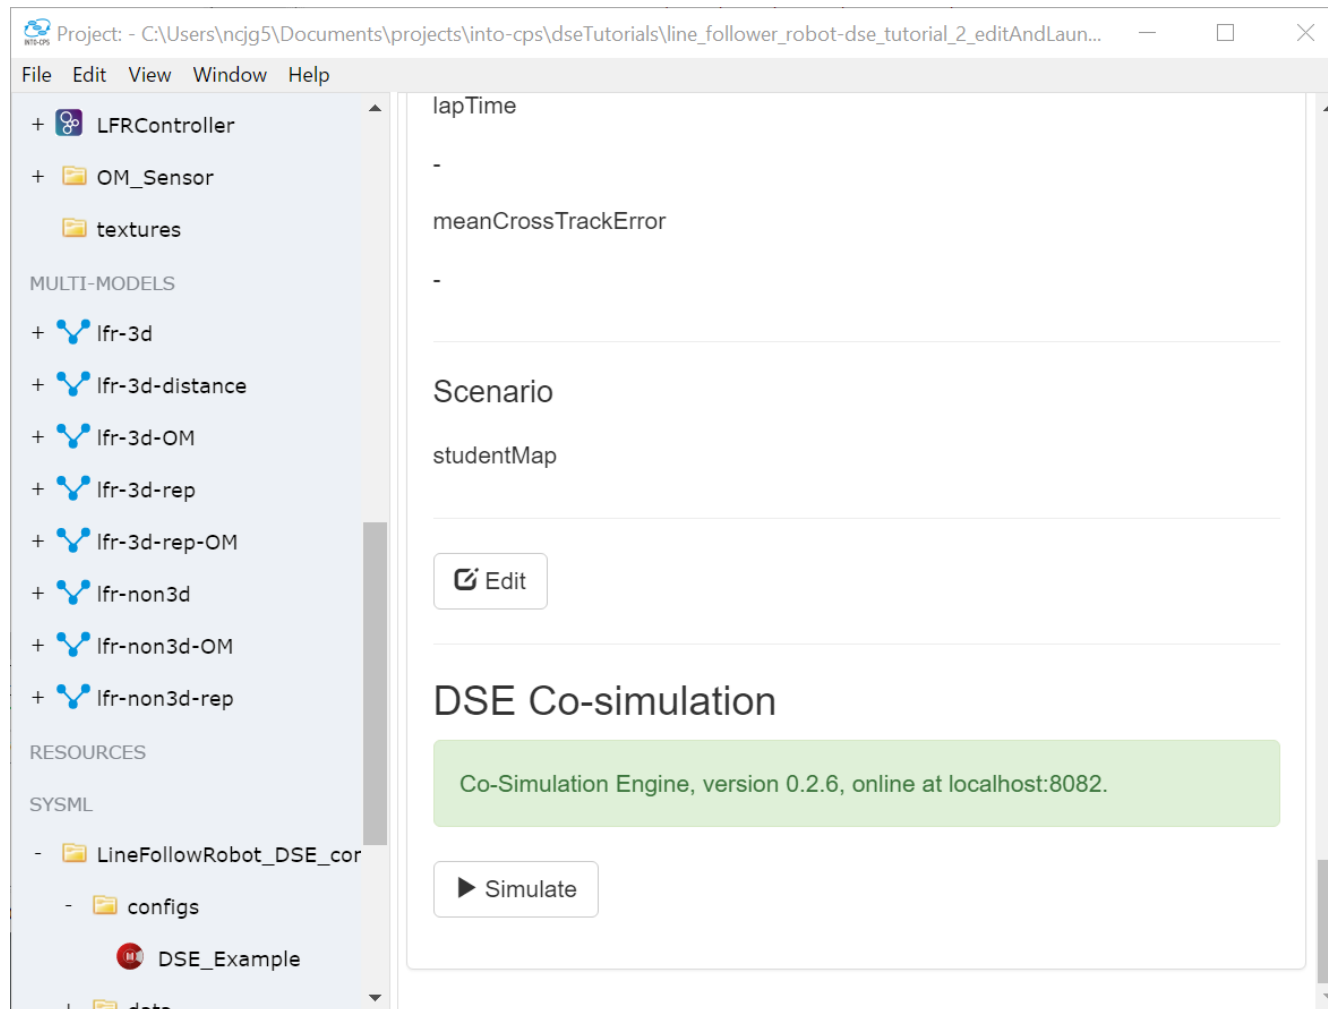 INTO-CPS
Project: - C:\Users\ncjg5\Documents\projects\into-cps\dseTutorials\line_follower_robot-dse_tutorial_2_editAndLaun...
File Edit View Window Help
+ LFRController
+ OM_Sensor
textures
MULTI-MODELS
+ lfr-3d
+ lfr-3d-distance
+ lfr-3d-OM
+ lfr-3d-rep
+ lfr-3d-rep-OM
+ lfr-non3d
+ lfr-non3d-OM
+ lfr-non3d-rep
RESOURCES
SYSML
- LineFollowRobot_DSE_cor
- configs
DSE_Example
+ data
lapTime
-
meanCrossTrackError
-
Scenario
studentMap
Edit
DSE Co-simulation
Co-Simulation Engine, version 0.2.6, online at localhost:8082.
Simulate